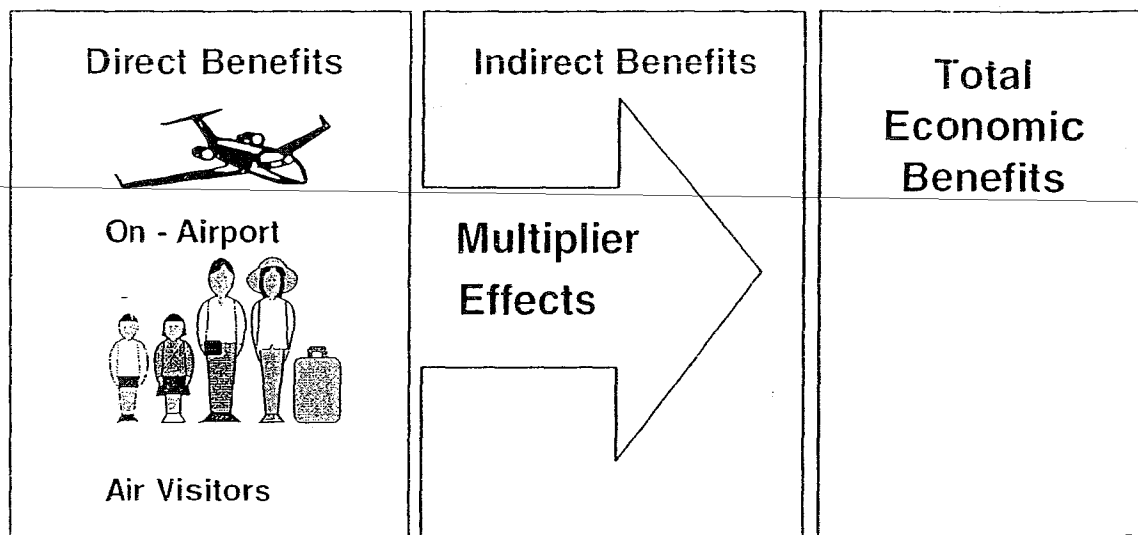 Direct Benefits
On - Airport
Air Visitors
Indirect Benefits
Multiplier
Effects
Total
Economic
Benefits